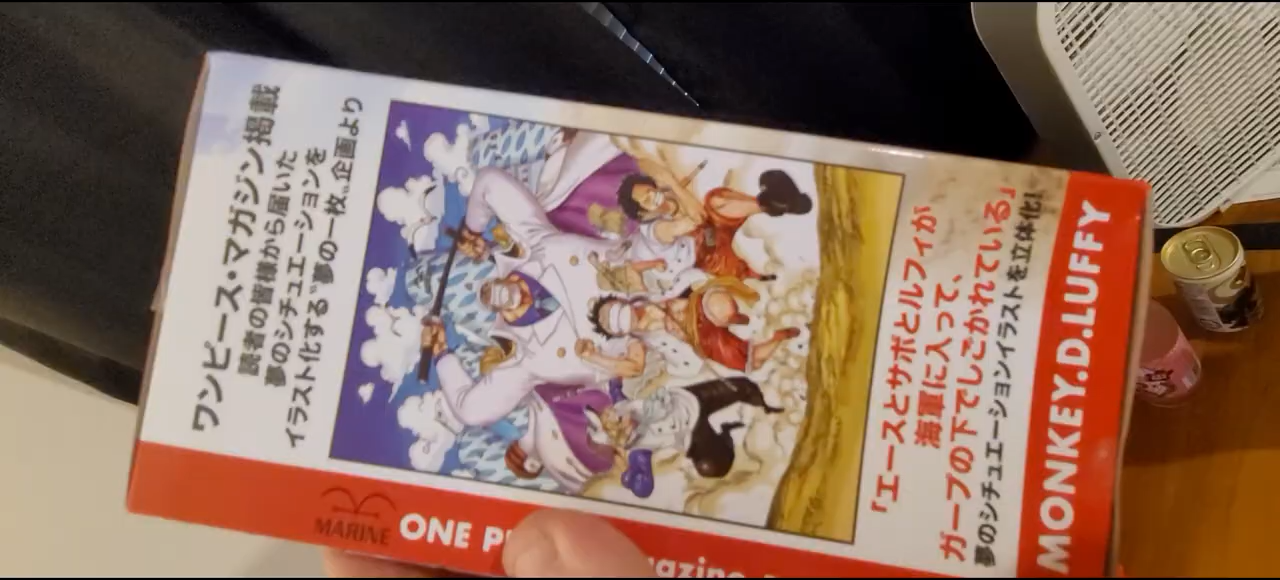 ワンピース・マガジン掲載
読者の皆様から届いた
夢のシチュエーションを
イラスト化する“夢の一枚”企画より
「エースとサボとルフィが
海軍に入って、
ガープの下でしごかれている」
夢のシチュエーションイラストを立体化!
MONKEY.D.LUFFY
MARINE
ONE